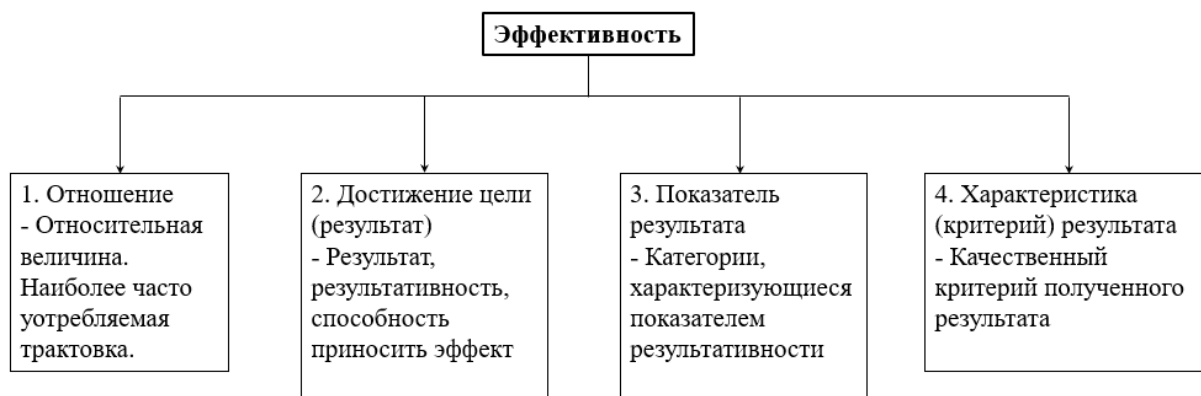 Эффективность
1. Отношение
- Относительная
величина.
Наиболее часто
уотребляемая
трактовка.
2. Достижение цели
(результат)
- Результат,
результативность,
способность
приносить эффект
3. Показатель
результата
- Категории,
характеризующиеся
показателем
результативности
4. Характеристика
(критерий) результата
- Качественный
критерий полученного
результата